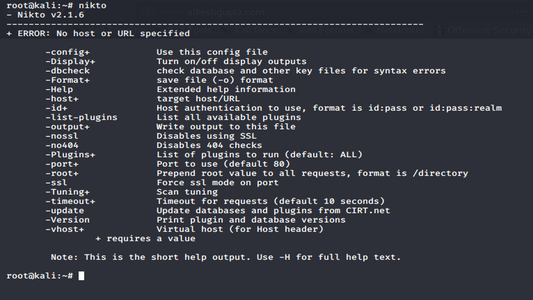 root@kali:~# nikto
- Nikto v2.1.6
---------------------------------------------------------------------------
+ ERROR: No host or URL specified
-config+ Use this config file
-Display+ Turn on/off display outputs
-dbcheck check database and other key files for syntax errors
-Format+ save file (-o) format
-Help Extended help information
-host+ target host/URL
-id+ Host authentication to use, format is id:pass or id:pass:realm
-list-plugins List all available plugins
-output+ Write output to this file
-nossl Disables using SSL
-no404 Disables 404 checks
-Plugins+ List of plugins to run (default: ALL)
-port+ Port to use (default 80)
-root+ Prepend root value to all requests, format is /directory
-ssl Force ssl mode on port
-Tuning+ Scan tuning
-timeout+ Timeout for requests (default 10 seconds)
-update Update databases and plugins from CIRT.net
-Version Print plugin and database versions
-vhost+ Virtual host (for Host header)
+ requires a value
Note: This is the short help output. Use -H for full help text.
root@kali:~#